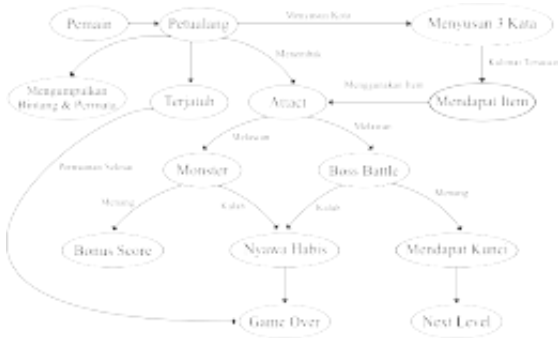 Menyusun Kata
Pemain
Petualang
Menyusun 3 Kata
Menembak
Kalimat Tersusun
Mengumpulkan
Bintang & Permata
Terjatuh
Attact
Menggunakan Item
Mendapat Item
Melawan
Melawan
Permainan Selesai
Monster
Boss Battle
Menang
Kalah
Kalah
Menang
Bonus Score
Nyawa Habis
Mendapat Kunci
Game Over
Next Level